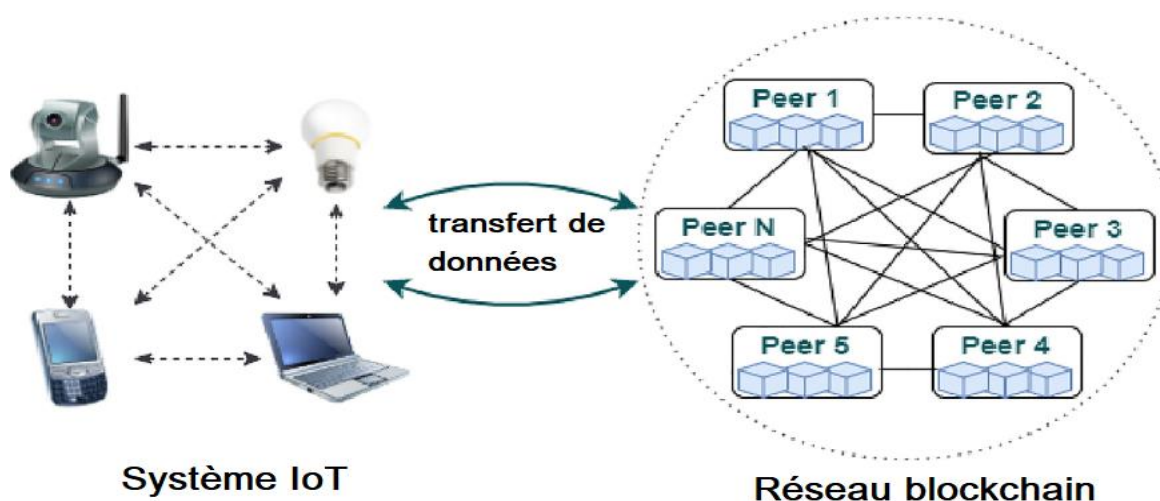 Peer 1
Peer 2
transfert de
données
Peer N
Peer 3
Peer 5
Peer 4
Système IoT
Réseau blockchain